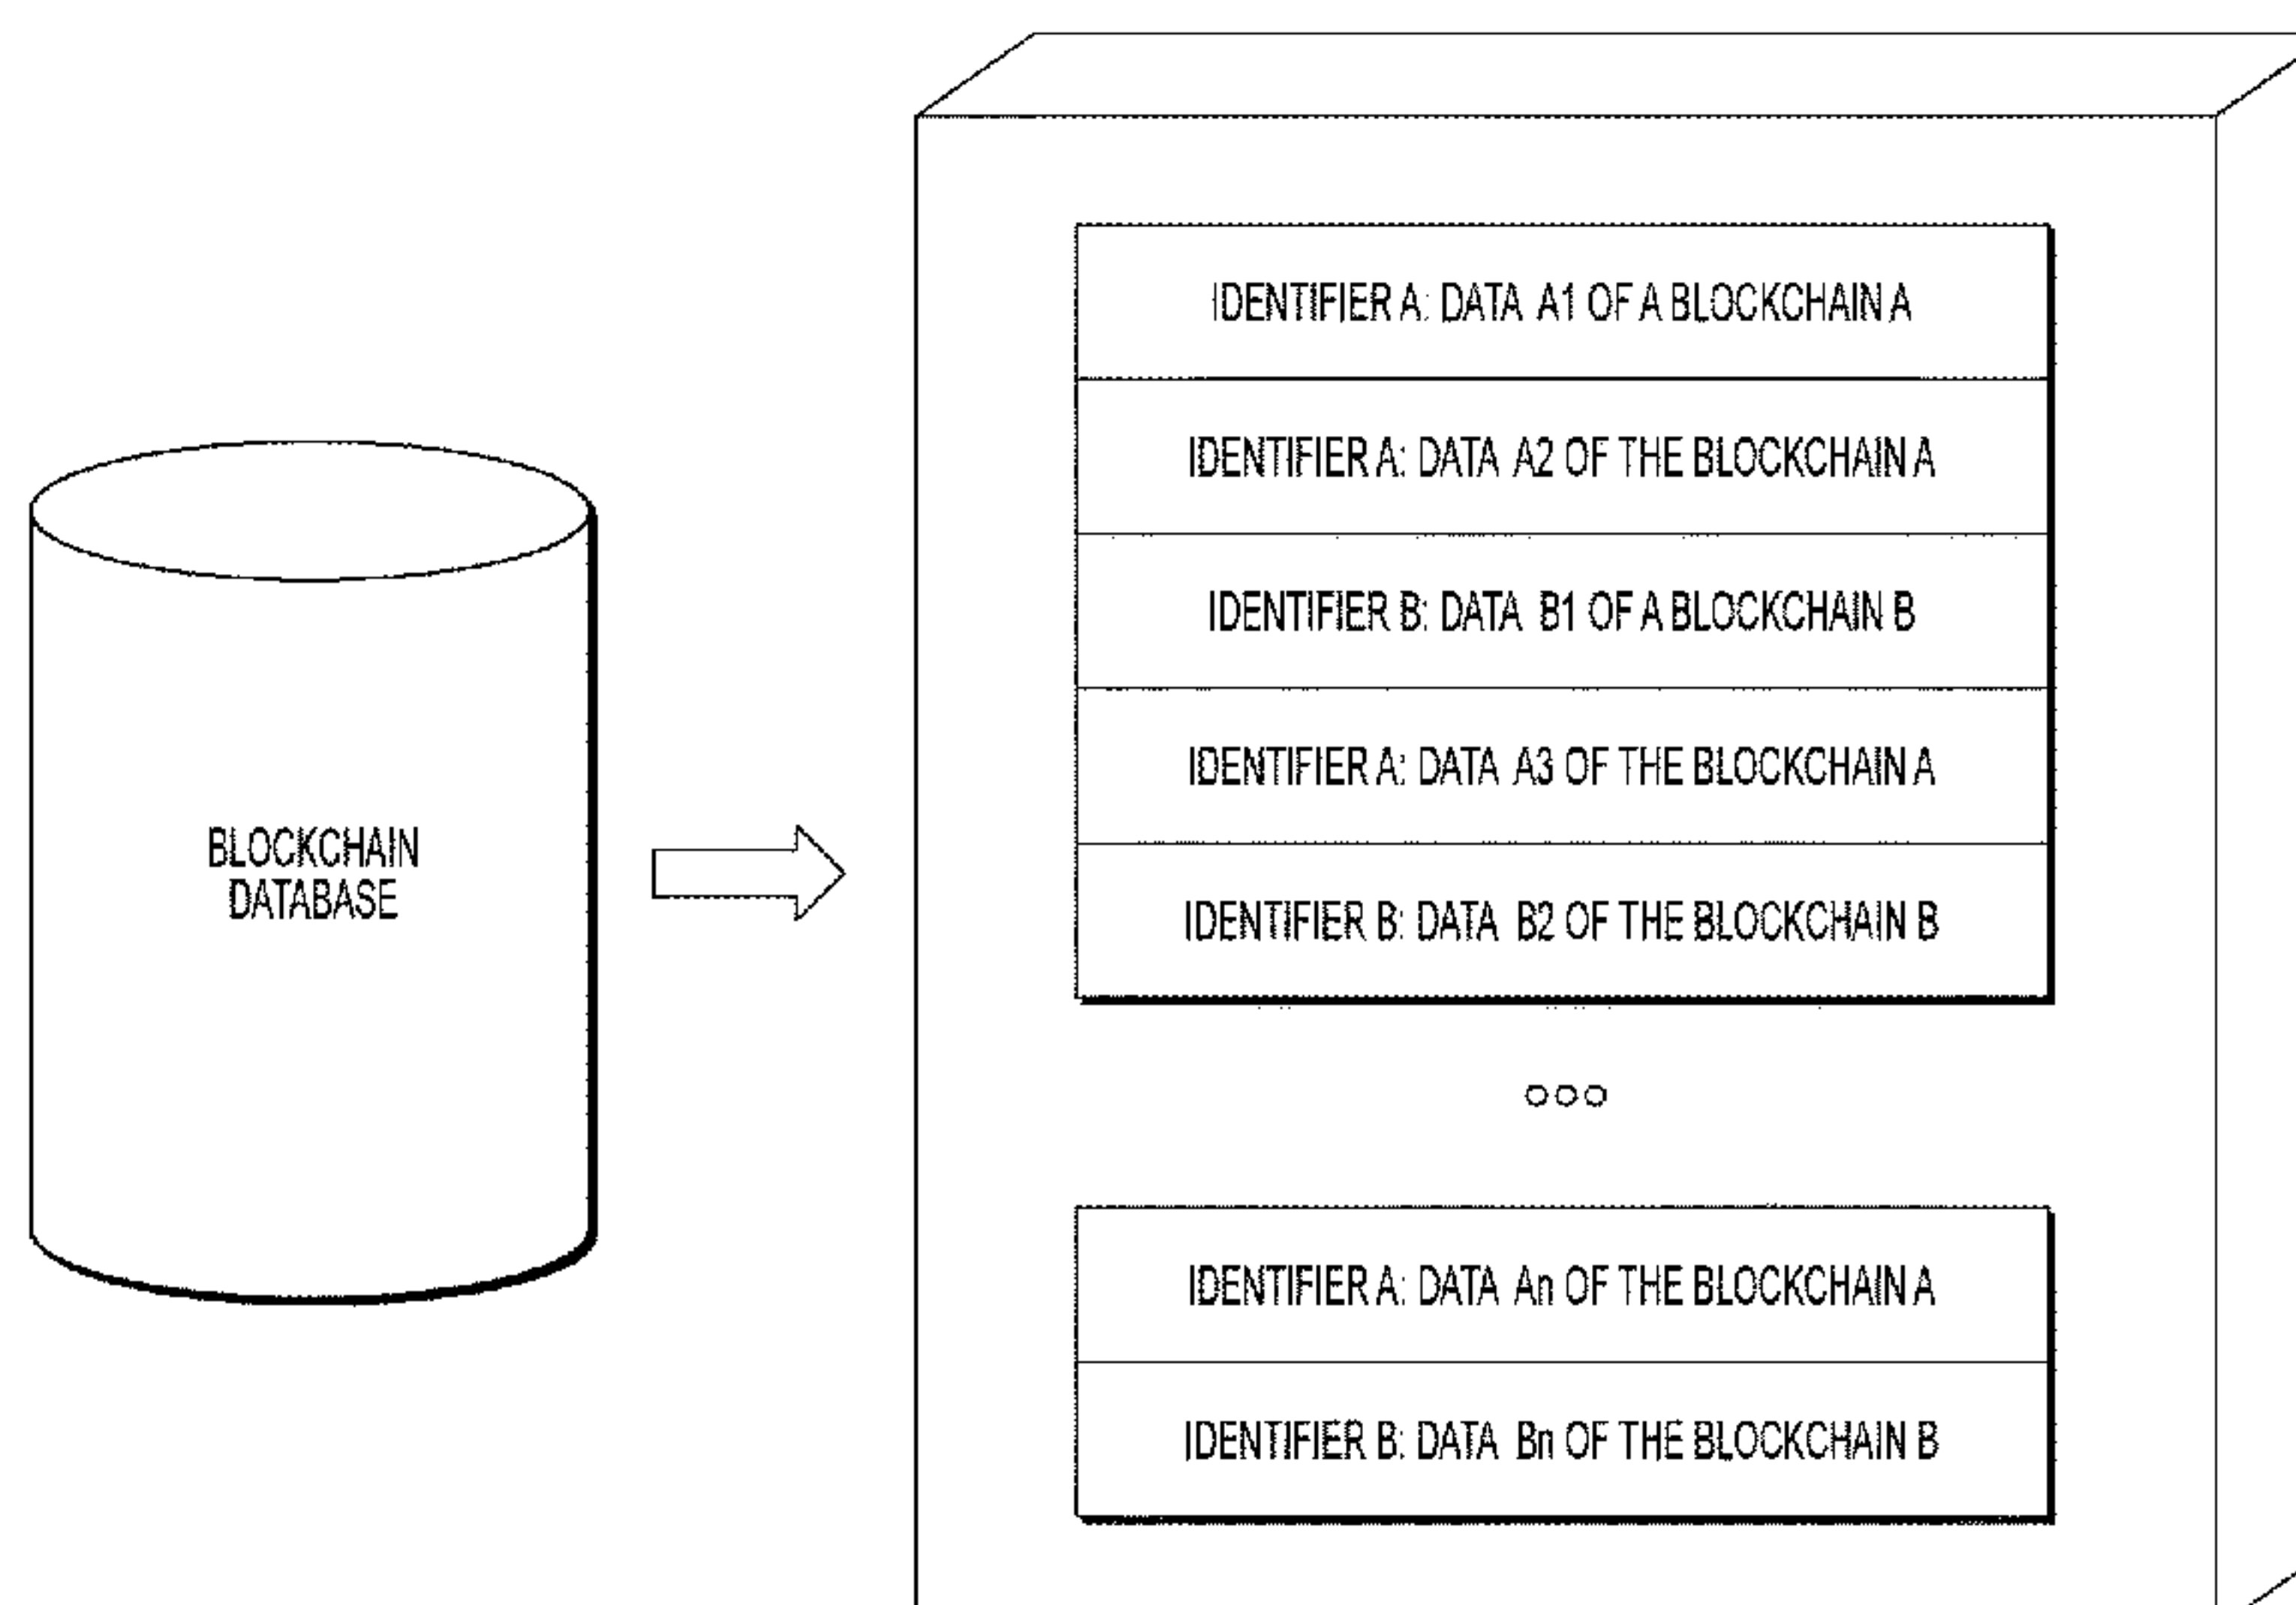 BLOCKCHAIN
DATABASE
IDENTIFIER A: DATA A1 OF A BLOCKCHAIN A
IDENTIFIER A: DATA A2 OF THE BLOCKCHAIN A
IDENTIFIER B: DATA B1 OF A BLOCKCHAIN B
IDENTIFIER A: DATA A3 OF THE BLOCKCHAIN A
IDENTIFIER B: DATA B2 OF THE BLOCKCHAIN B
IDENTIFIER A: DATA An OF THE BLOCKCHAIN A
IDENTIFIER B: DATA Bn OF THE BLOCKCHAIN B